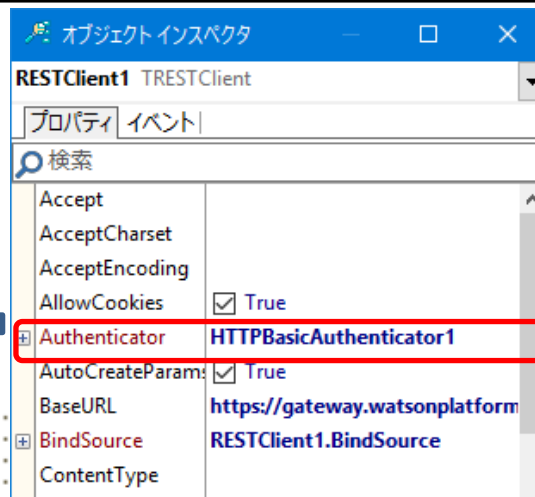 オブジェクト インスペクタ
RESTClient1 TRESTClient
プロパティ イベント
検索
Accept
AcceptCharset
AcceptEncoding
AllowCookies True
Authenticator HTTPBasicAuthenticator1
AutoCreateParams True
BaseURL https://gateway.watsonplatform
BindSource RESTClient1.BindSource
ContentType